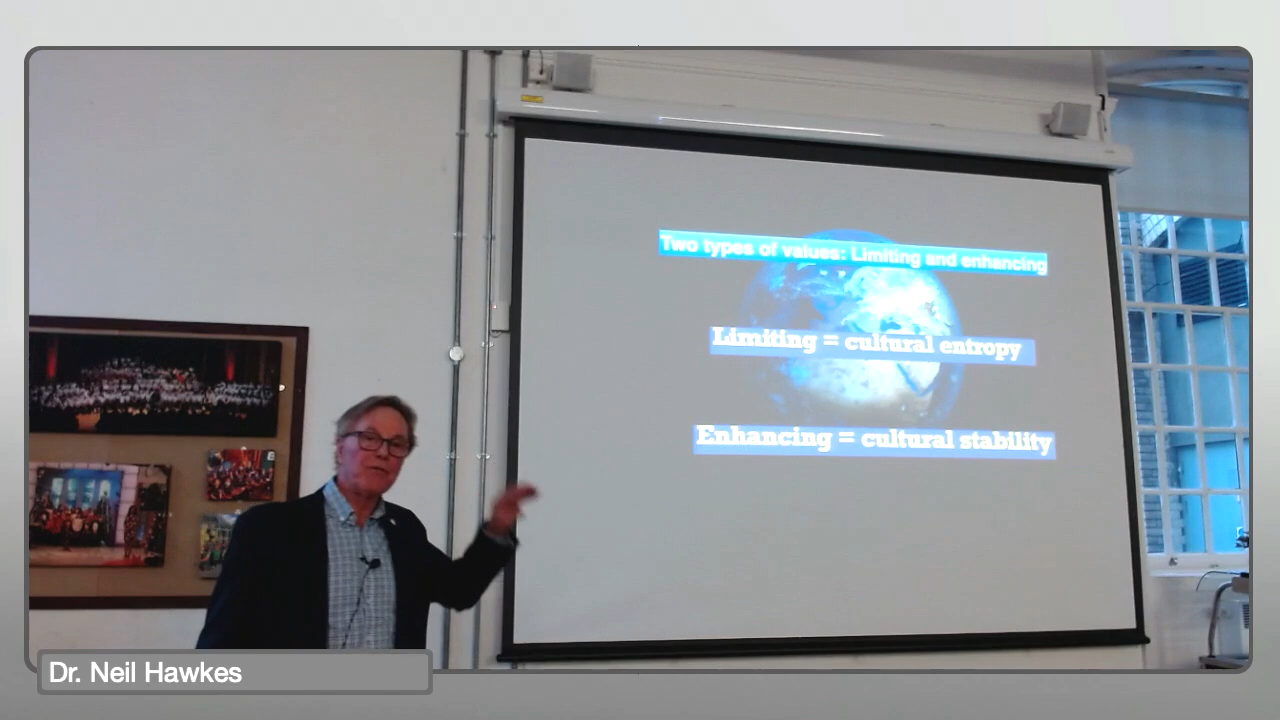 Two types of values: Limiting and enhancing
Limiting = cultural entropy
Enhancing = cultural stability
Dr. Neil Hawkes